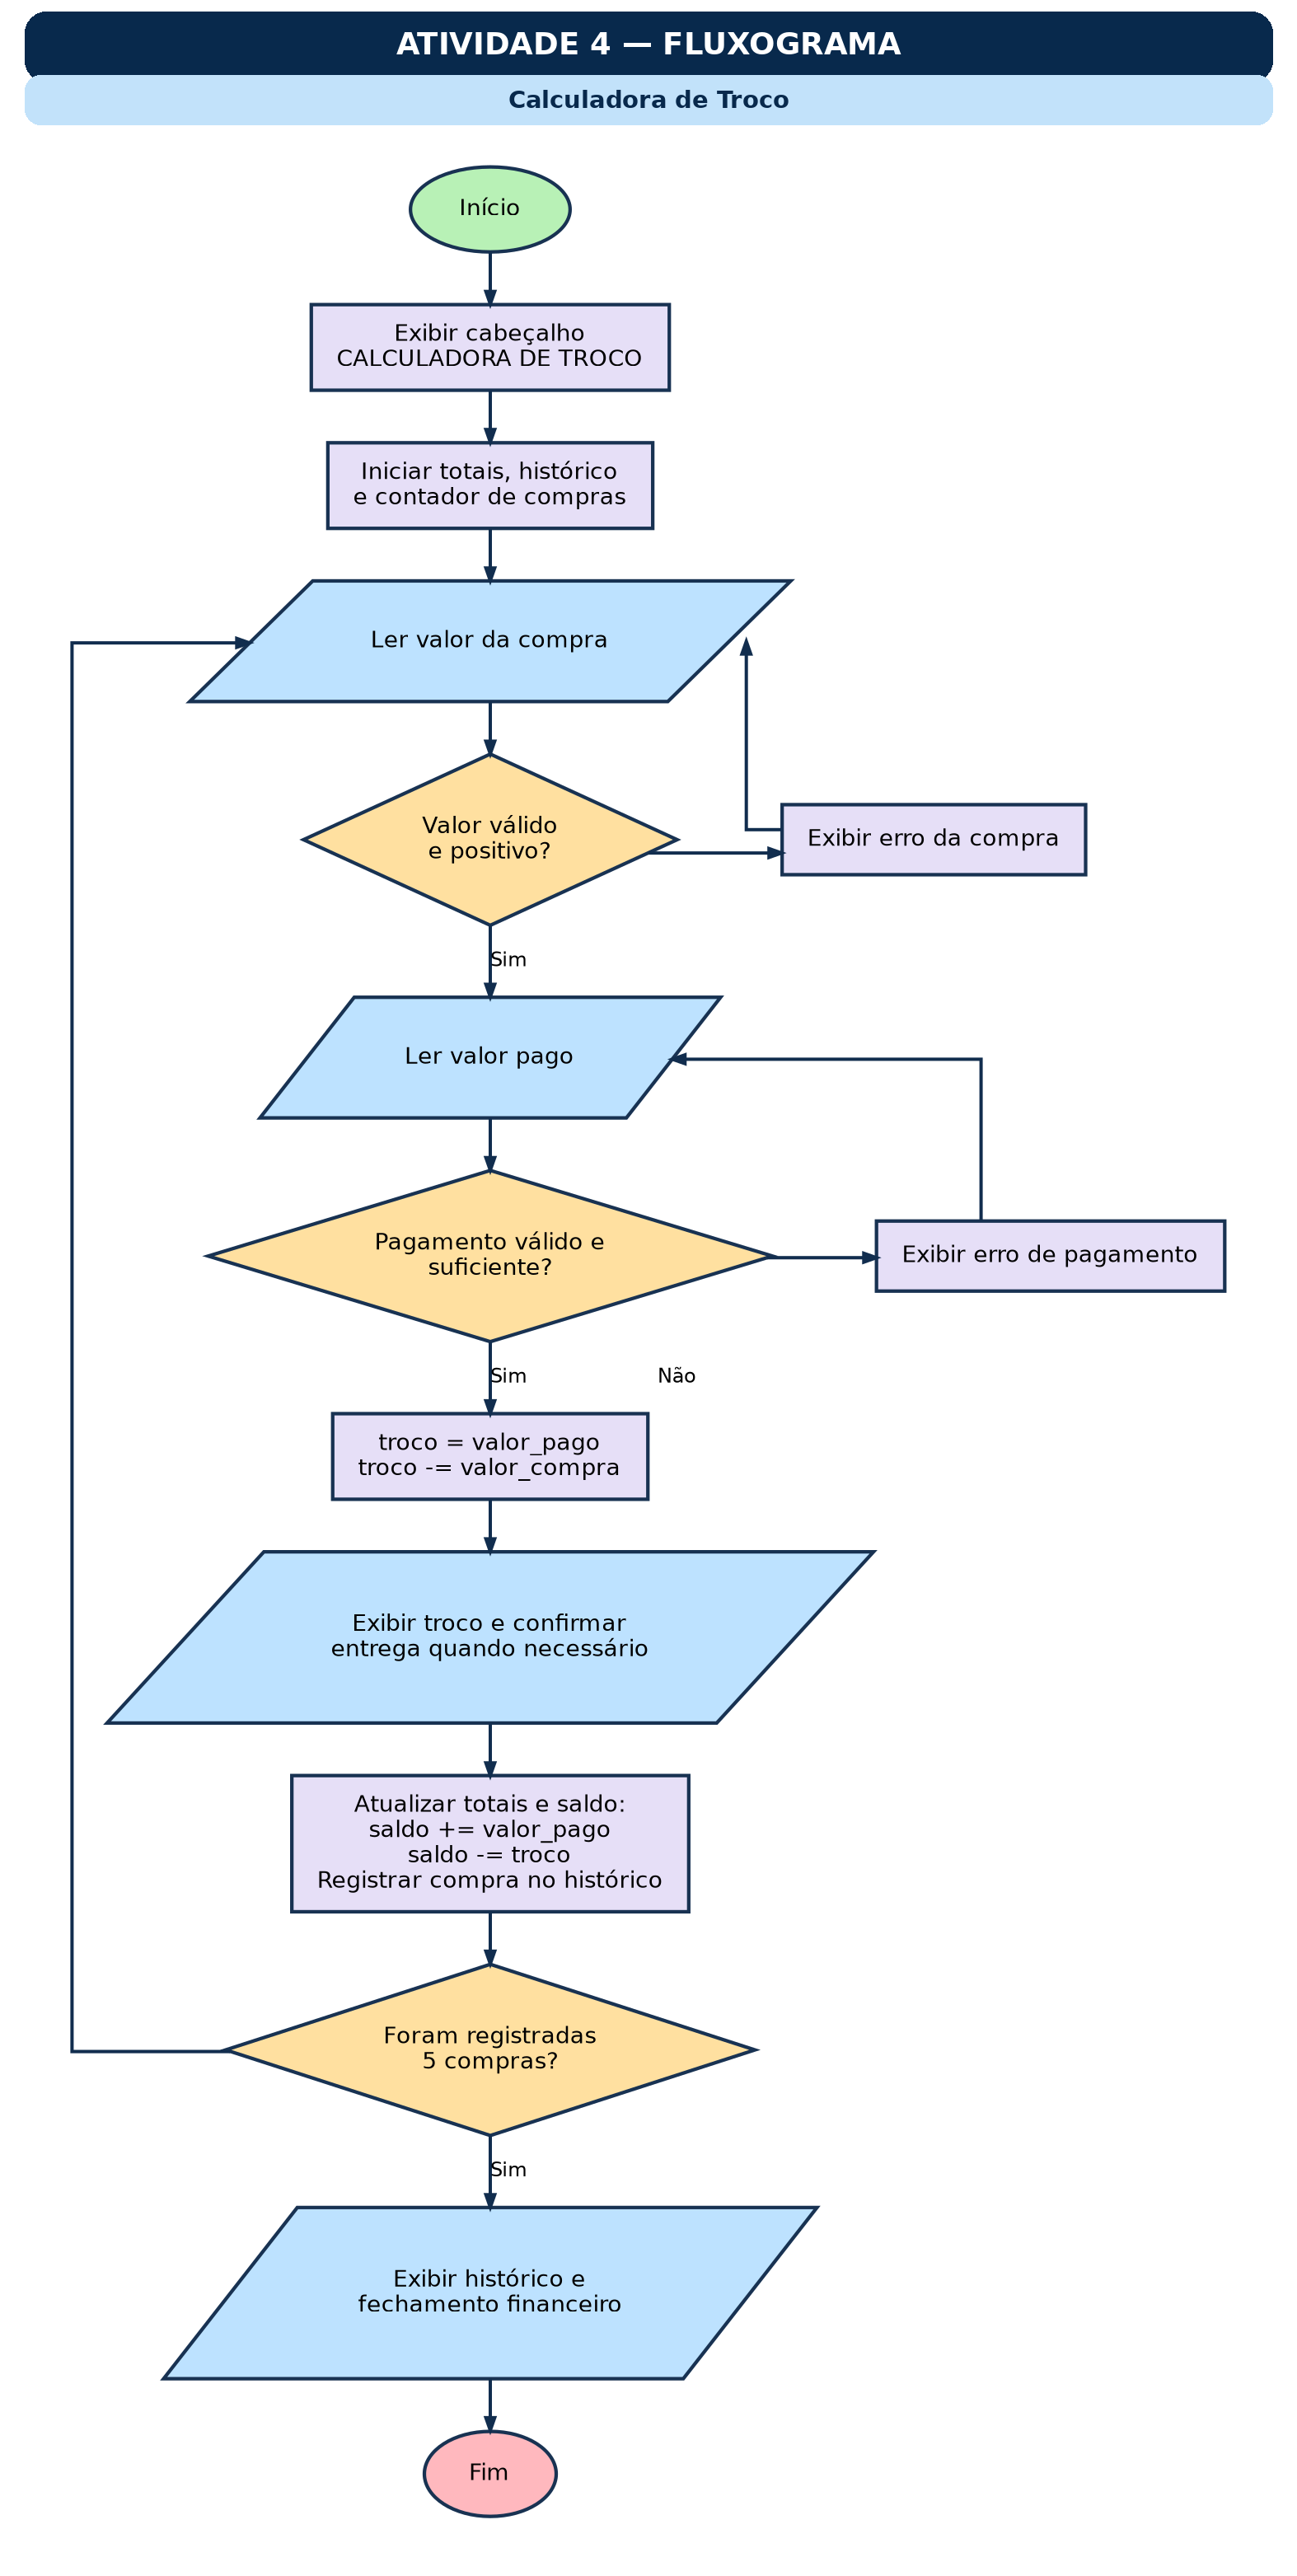 ATIVIDADE 4 — FLUXOGRAMA
Calculadora de Troco
Início
Exibir cabeçalho
CALCULADORA DE TROCO
Iniciar totais, histórico
e contador de compras
Ler valor da compra
Valor válido
e positivo?
Exibir erro da compra
Sim
Ler valor pago
Pagamento válido e
suficiente?
Exibir erro de pagamento
Sim
Não
troco = valor_pago
troco -= valor_compra
Exibir troco e confirmar
entrega quando necessário
Atualizar totais e saldo:
saldo += valor_pago
saldo -= troco
Registrar compra no histórico
Foram registradas
5 compras?
Sim
Exibir histórico e
fechamento financeiro
Fim